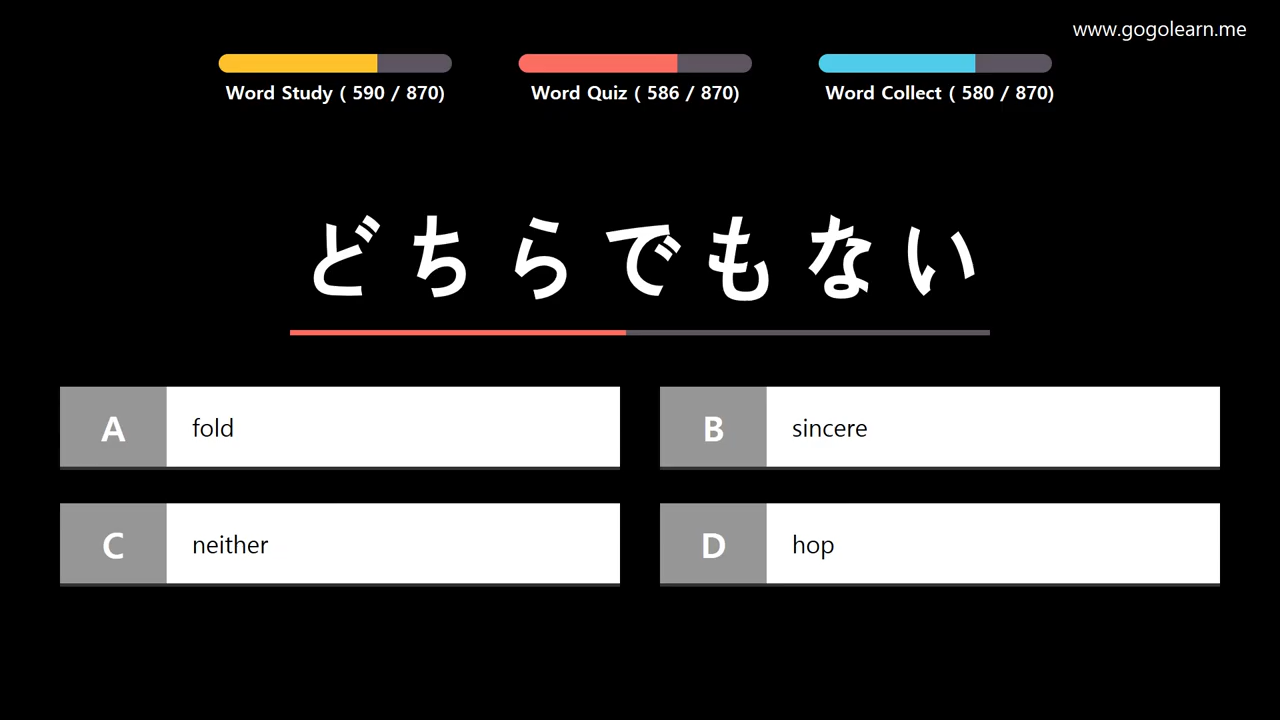 www.gogolearn.me
Word Study ( 590 / 870)
Word Quiz ( 586 / 870)
Word Collect ( 580 / 870)
どちらでもない
A fold
B sincere
C neither
D hop